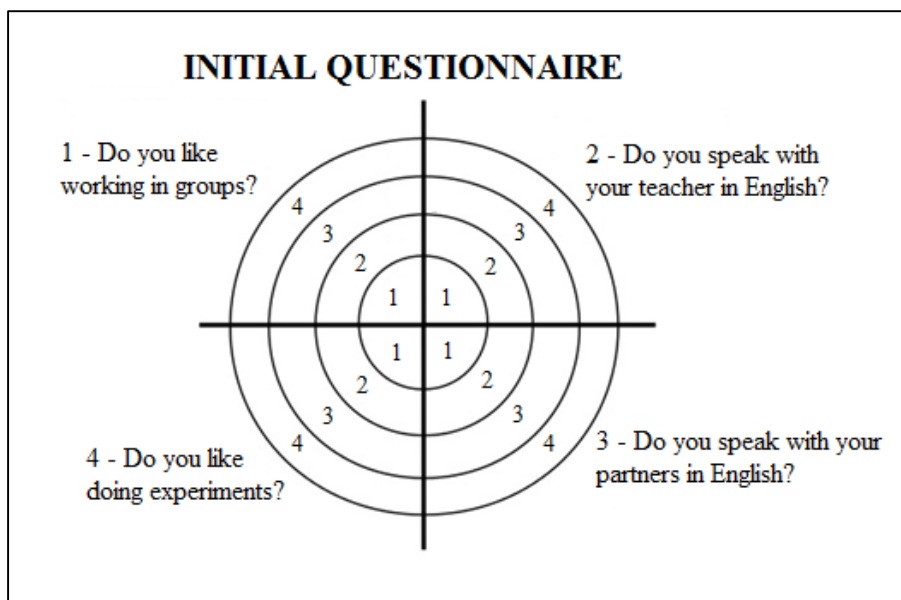 INITIAL QUESTIONNAIRE
1 - Do you like
working in groups?
2 - Do you speak with
your teacher in English?
4
4
3
3
2
2
1
1
1
1
2
2
3
3
4
4
4 - Do you like
doing experiments?
3 - Do you speak with your
partners in English?